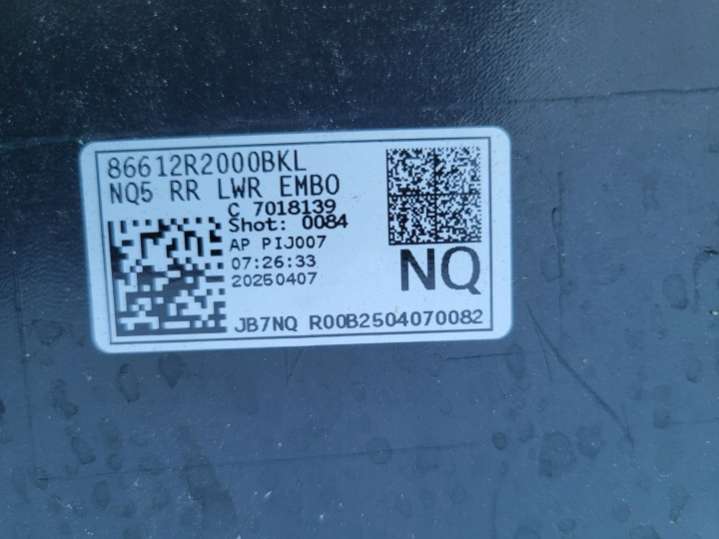 86612R2000BKL
NQ5 RR LWR EMBO
C 7018139
Shot: 0084
AP PIJ007
07:26:33
20250407
NQ
JB7NQ R00B2504070082